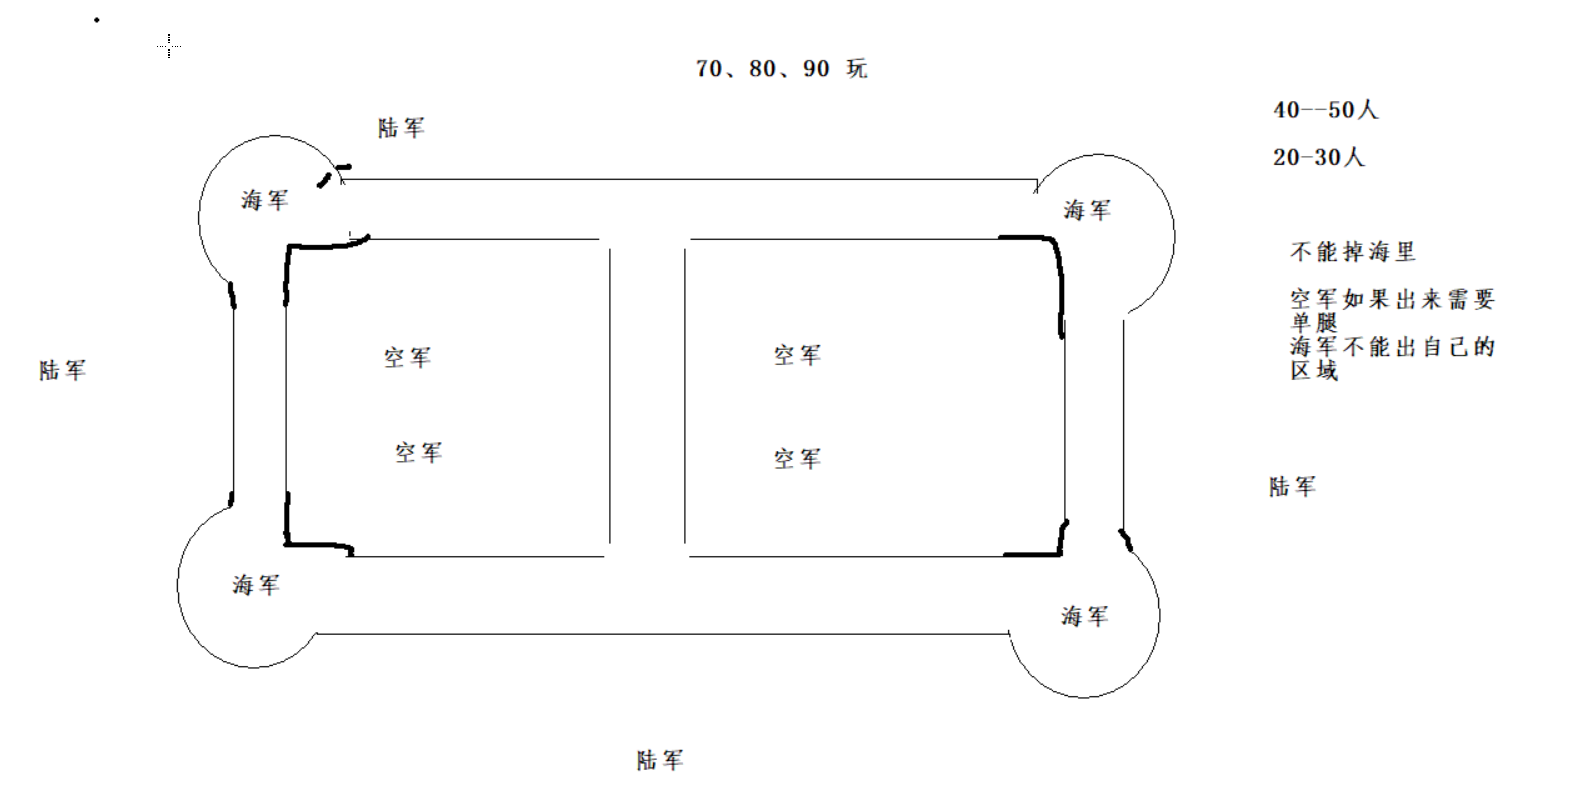 70、80、90 玩
40--50人
陆军
20-30人
海军
海军
不能掉海里
空军如果出来需要
单腿
海军不能出自己的
区域
空军
空军
陆军
空军
空军
陆军
海军
海军
陆军